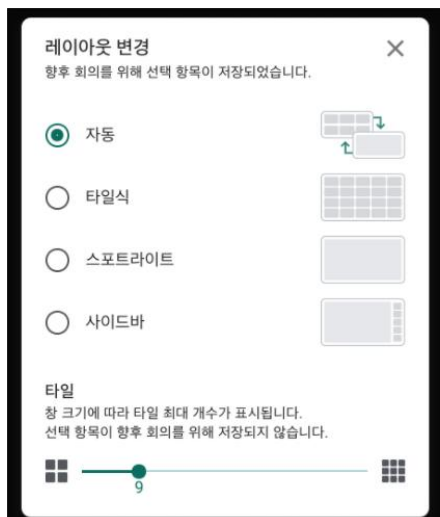 레이아웃 변경
향후 회의를 위해 선택 항목이 저장되었습니다.
자동
타일식
스포트라이트
사이드바
타일
창 크기에 따라 타일 최대 개수가 표시됩니다.
선택 항목이 향후 회의를 위해 저장되지 않습니다.
9